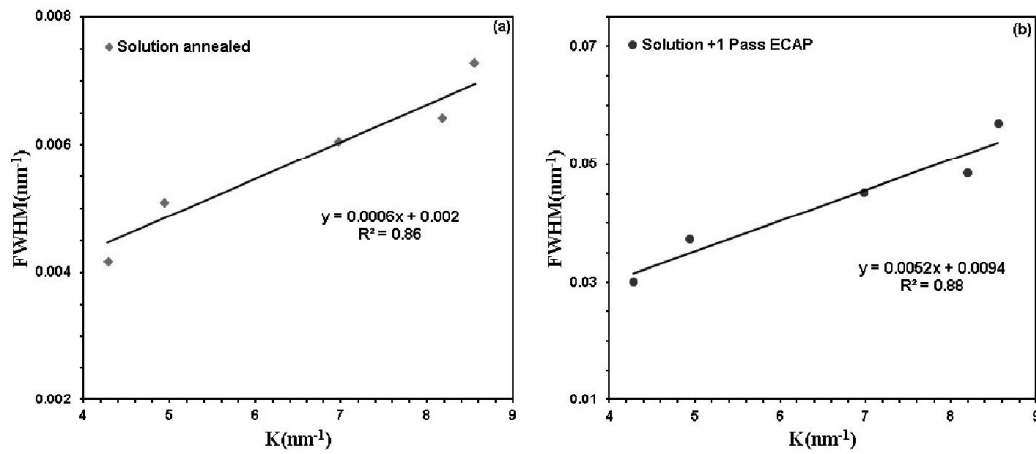 (a)
Solution annealed
0.008
0.006
0.004
0.002
FWHM(nm⁻¹)
y = 0.0006x + 0.002
R² = 0.86
4 5 6 7 8 9
K(nm⁻¹)
(b)
Solution +1 Pass ECAP
0.07
0.05
0.03
0.01
FWHM(nm⁻¹)
y = 0.0052x + 0.0094
R² = 0.88
4 5 6 7 8 9
K(nm⁻¹)